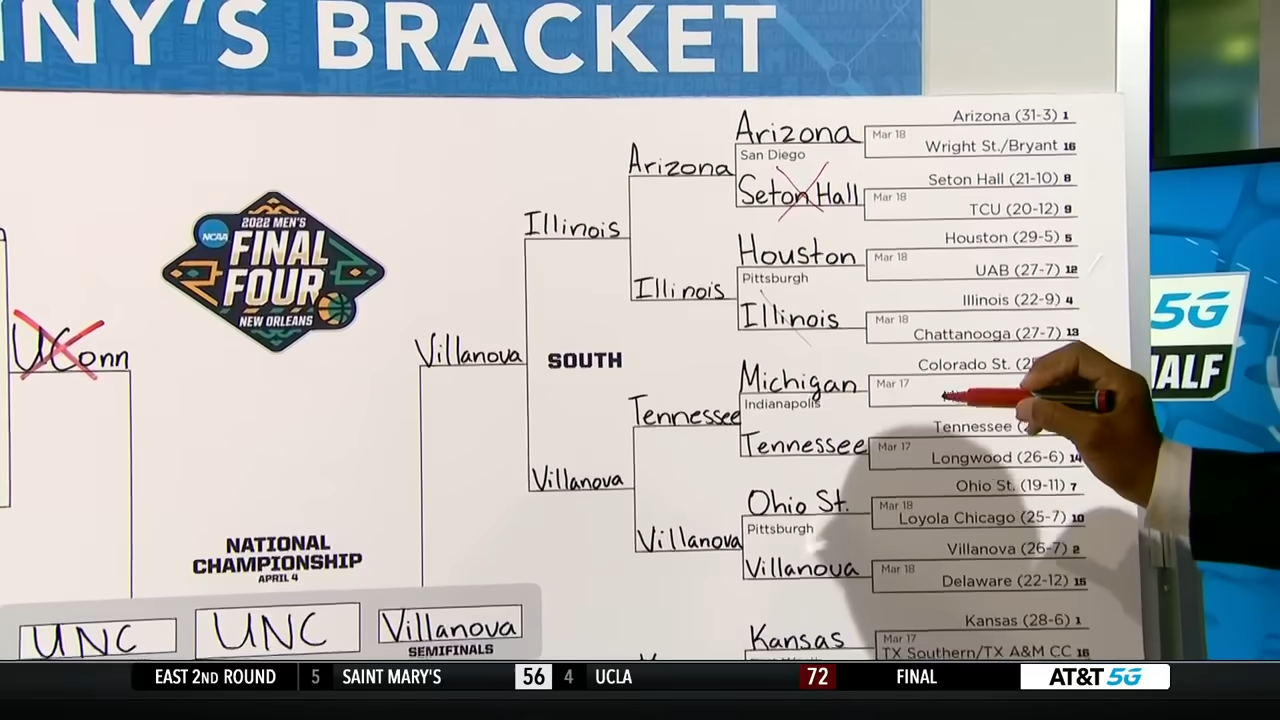 NY'S BRACKET
Arizona (31-3) 1
Arizona
Mar 18
Wright St./Bryant 16
Arizona
San Diego
Seton Hall (21-10) 8
Seton Hall
Mar 18
TCU (20-12) 9
Illinois
Houston (29-5) 5
Houston
Mar 18
UAB (27-7) 12
Illinois
Pittsburgh
Illinois (22-9) 4
Illinois
Mar 18
Chattanooga (27-7) 13
2022 MEN'S
NCAA
FINAL
FOUR
NEW ORLEANS
UConn
Villanova
SOUTH
Colorado St.
Michigan
Mar 17
Tennessee
Indianapolis
Tennessee
Tennessee
Mar 17
Longwood (26-6) 14
Villanova
Ohio St. (19-11) 7
Ohio St.
Mar 18
Loyola Chicago (25-7) 10
Villanova
Pittsburgh
Villanova (26-7) 2
Villanova
Mar 18
Delaware (22-12) 15
NATIONAL
CHAMPIONSHIP
APRIL 4
Kansas (28-6) 1
Kansas
Mar 17
TX Southern/TX A&M CC 16
UNC
UNC
Villanova
SEMIFINALS
5G
HALF
EAST 2ND ROUND 5 SAINT MARY'S 56 4 UCLA 72 FINAL AT&T 5G